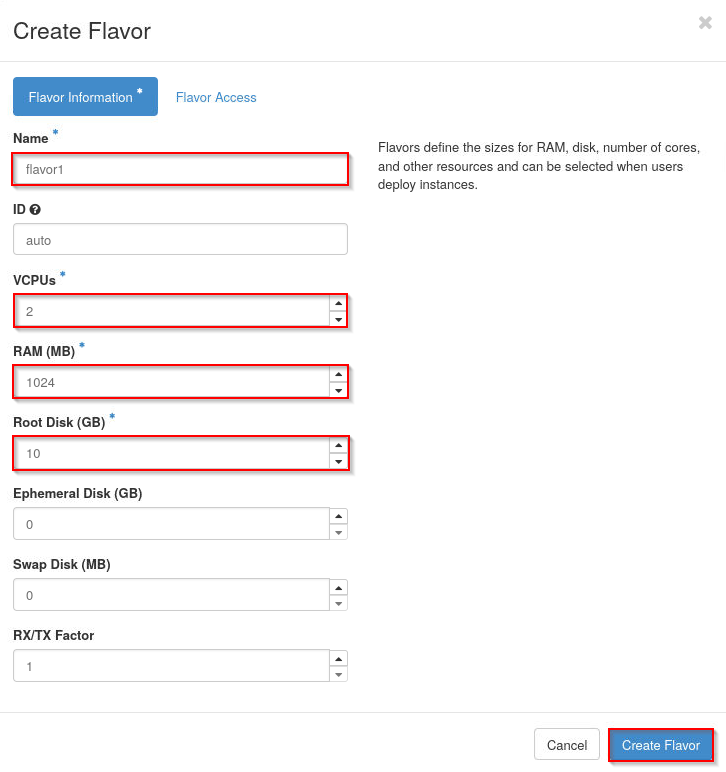 Create Flavor
×
Flavor Information *
Flavor Access
Name *
flavor1
Flavors define the sizes for RAM, disk, number of cores,
and other resources and can be selected when users
deploy instances.
ID ?
auto
VCPUs *
2
RAM (MB) *
1024
Root Disk (GB) *
10
Ephemeral Disk (GB)
0
Swap Disk (MB)
0
RX/TX Factor
1
Cancel
Create Flavor